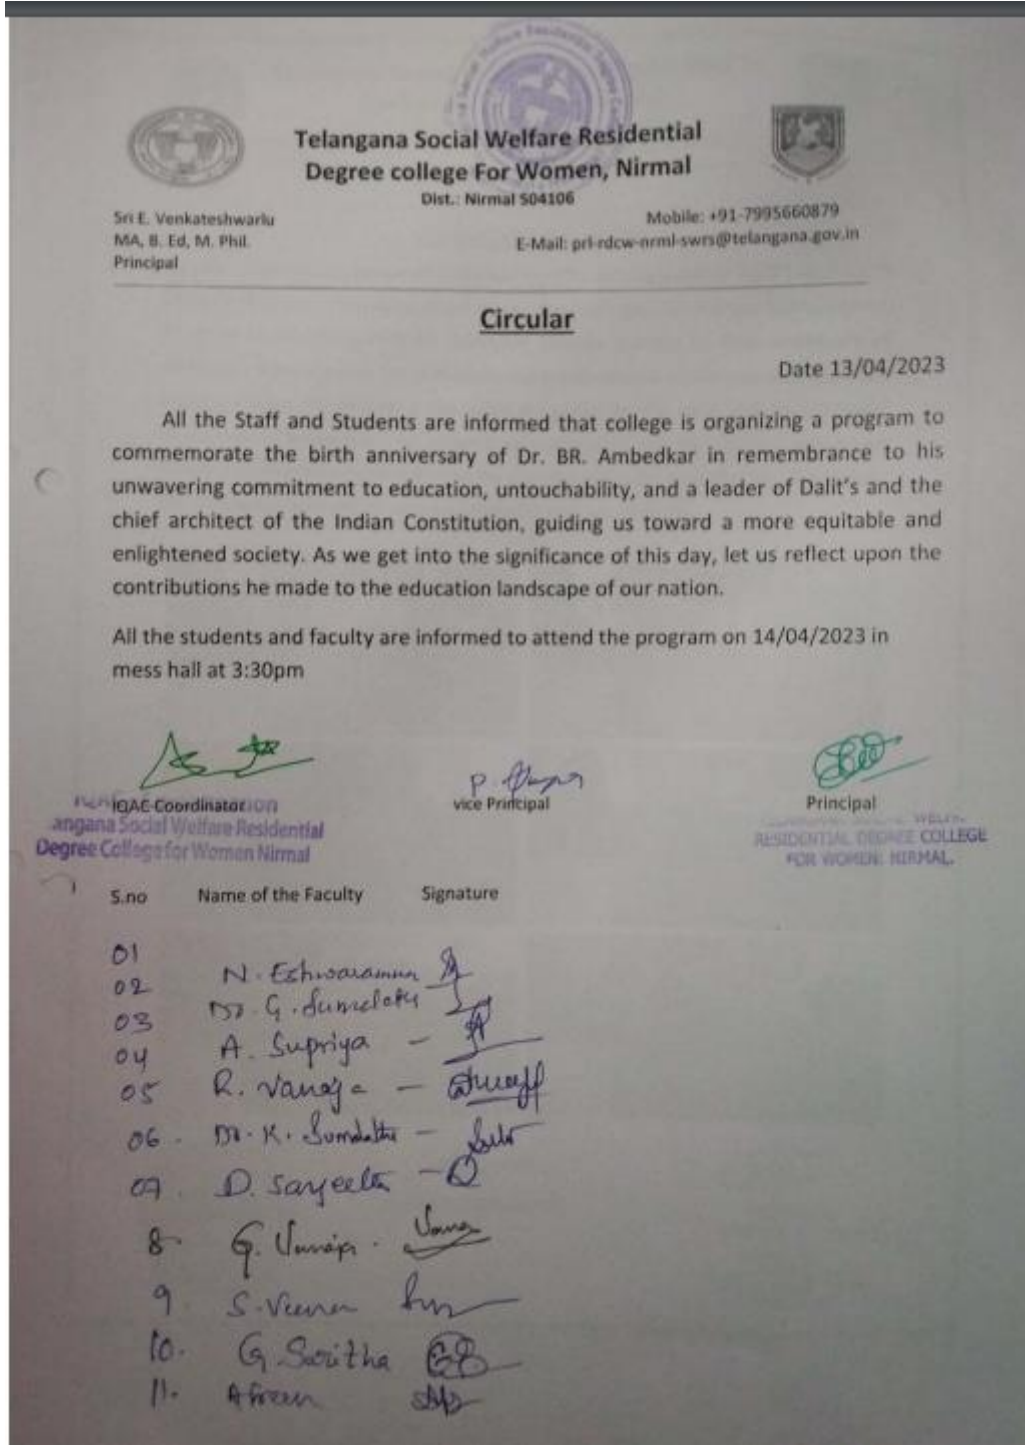 Telangana Social Welfare Residential
Degree college For Women, Nirmal
Dist.: Nirmal 504106
Sri E. Venkateshwarlu
MA, B. Ed, M. Phil.
Principal
Mobile: +91-7995660879
E-Mail: prl-rdcw-nrml-swrs@telangana.gov.in
Circular
Date 13/04/2023
All the Staff and Students are informed that college is organizing a program to
commemorate the birth anniversary of Dr. BR. Ambedkar in remembrance to his
unwavering commitment to education, untouchability, and a leader of Dalit's and the
chief architect of the Indian Constitution, guiding us toward a more equitable and
enlightened society. As we get into the significance of this day, let us reflect upon the
contributions he made to the education landscape of our nation.
All the students and faculty are informed to attend the program on 14/04/2023 in
mess hall at 3:30pm
IQAC Coordinator
angana Social Welfare Residential
Degree College for Women Nirmal
vice Principal
Principal
RESIDENTIAL DEGREE COLLEGE
FOR WOMEN: NIRMAL.
S.no Name of the Faculty Signature
01
02 N. Eshwaramma
03 Dr. G.
04 A. Supriya -
05 R. Vanaja -
06. Dr. K. -
07. D. -
8. G. Vanaja.
9. S. Veena
10. G. Saritha
11. Afreen